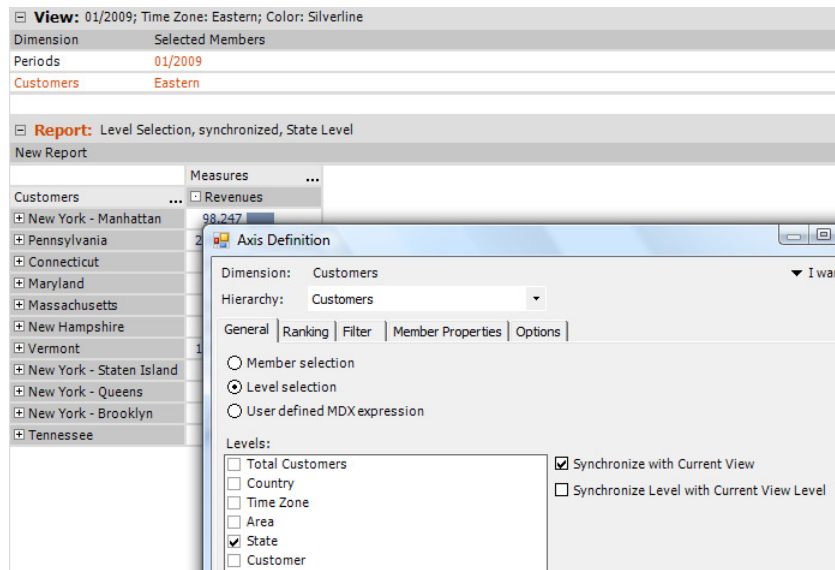 View: 01/2009; Time Zone: Eastern; Color: Silverline
Dimension Selected Members
Periods 01/2009
Customers Eastern
Report: Level Selection, synchronized, State Level
New Report
Measures ...
Customers ... Revenues
New York - Manhattan 98.247
Pennsylvania 2
Connecticut
Maryland
Massachusetts
New Hampshire
Vermont 1
New York - Staten Island
New York - Queens
New York - Brooklyn
Tennessee
Axis Definition
Dimension: Customers
Hierarchy: Customers
General Ranking Filter Member Properties Options
Member selection
Level selection
User defined MDX expression
Levels:
Total Customers
Country
Time Zone
Area
State
Customer
Synchronize with Current View
Synchronize Level with Current View Level